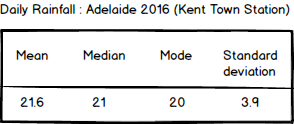 Daily Rainfall : Adelaide 2016 (Kent Town Station)
Mean Median Mode Standard deviation
21.6 21 20 3.9